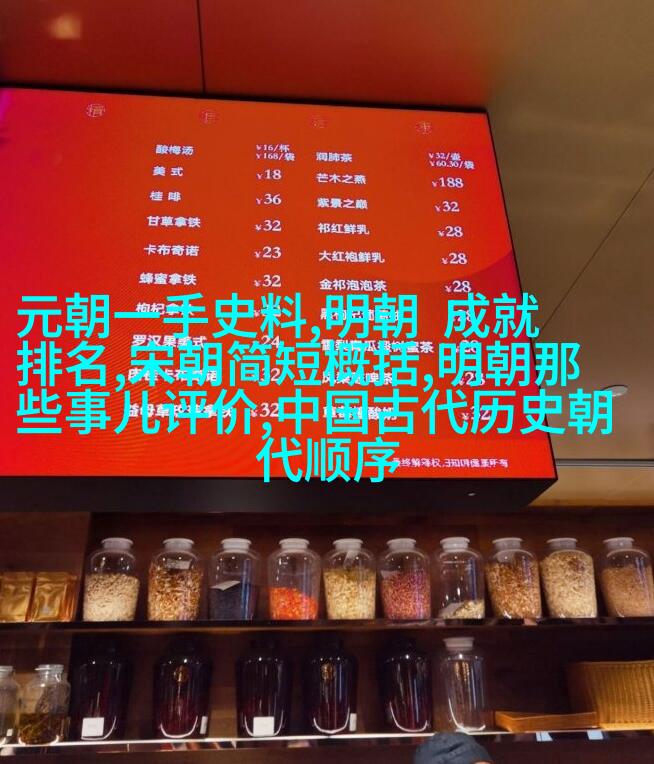 酸梅汤 ¥16/杯 ¥168/袋
美式 ¥18
桂啡 ¥36
甘草拿铁 ¥32
卡布奇诺 ¥23
蜂蜜拿铁 ¥32
润肺茶 ¥32/壶 ¥60.30/袋
芒木之燕 ¥188
紫景之巅 ¥32
祁红鲜乳 ¥28
大红袍鲜乳 ¥28
金祁泡泡茶 ¥28
元朝一手史料,明朝 成就
排名,宋朝简短概括,明朝那
些事儿评价,中国古代历史朝
代顺序